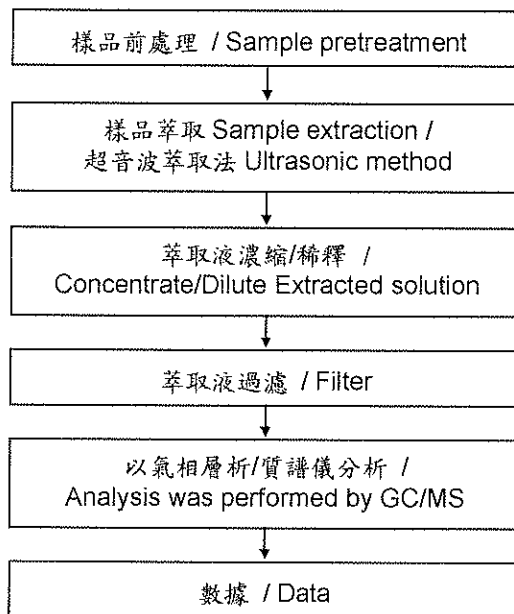 樣品前處理 / Sample pretreatment
樣品萃取 Sample extraction /
超音波萃取法 Ultrasonic method
萃取液濃縮/稀釋 /
Concentrate/Dilute Extracted solution
萃取液過濾 / Filter
以氣相層析/質譜儀分析 /
Analysis was performed by GC/MS
數據 / Data